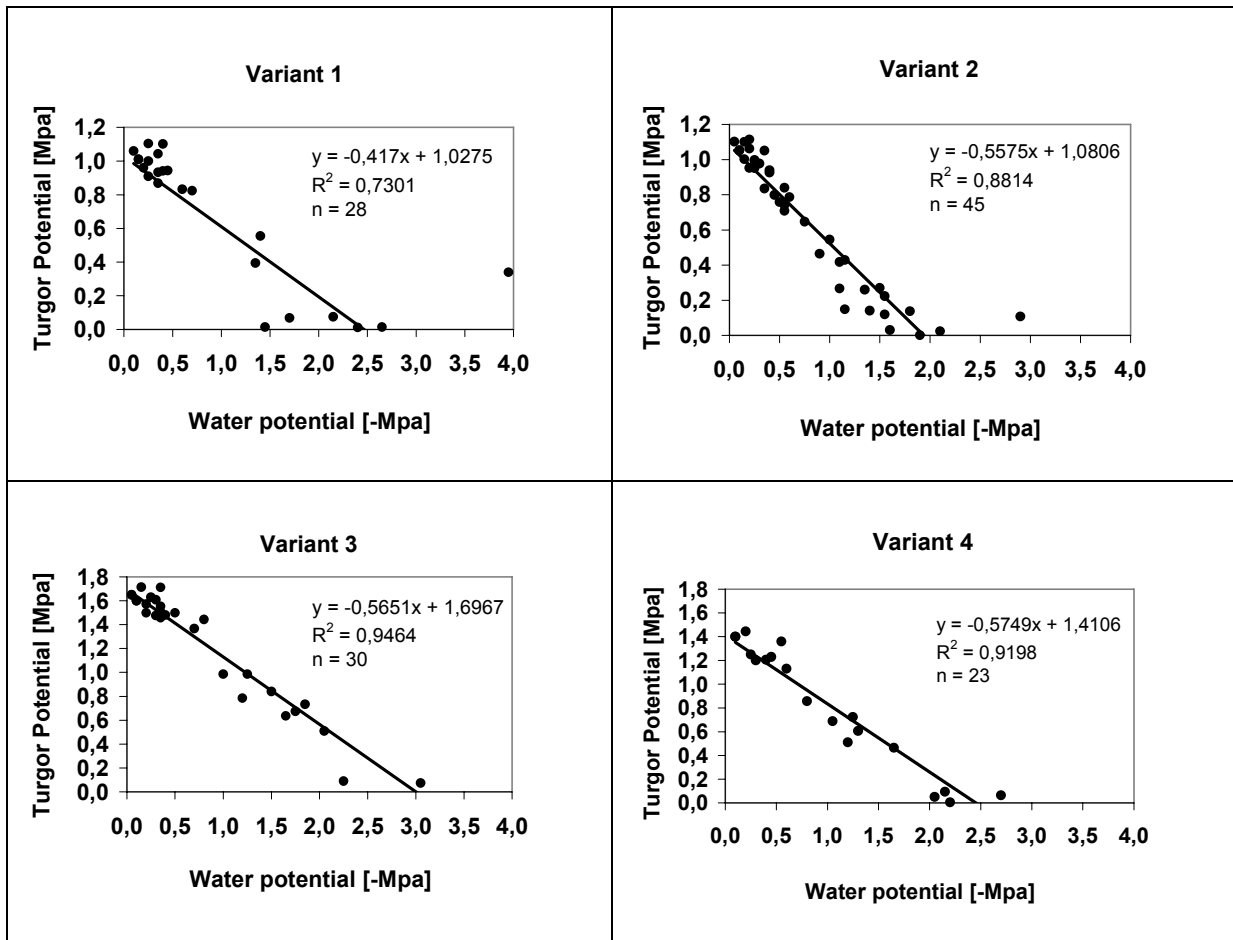 Variant 1
Turgor Potential [Mpa]
1,2
1,0
0,8
0,6
0,4
0,2
0,0
y = -0,417x + 1,0275
R² = 0,7301
n = 28
0,0 0,5 1,0 1,5 2,0 2,5 3,0 3,5 4,0
Water potential [-Mpa]
Variant 2
Turgor Potential [Mpa]
1,2
1,0
0,8
0,6
0,4
0,2
0,0
y = -0,5575x + 1,0806
R² = 0,8814
n = 45
0,0 0,5 1,0 1,5 2,0 2,5 3,0 3,5 4,0
Water potential [-Mpa]
Variant 3
Turgor Potential [Mpa]
1,8
1,6
1,4
1,2
1,0
0,8
0,6
0,4
0,2
0,0
y = -0,5651x + 1,6967
R² = 0,9464
n = 30
0,0 0,5 1,0 1,5 2,0 2,5 3,0 3,5 4,0
Water potential [-Mpa]
Variant 4
Turgor Potential [Mpa]
1,8
1,6
1,4
1,2
1,0
0,8
0,6
0,4
0,2
0,0
y = -0,5749x + 1,4106
R² = 0,9198
n = 23
0,0 0,5 1,0 1,5 2,0 2,5 3,0 3,5 4,0
Water potential [-Mpa]